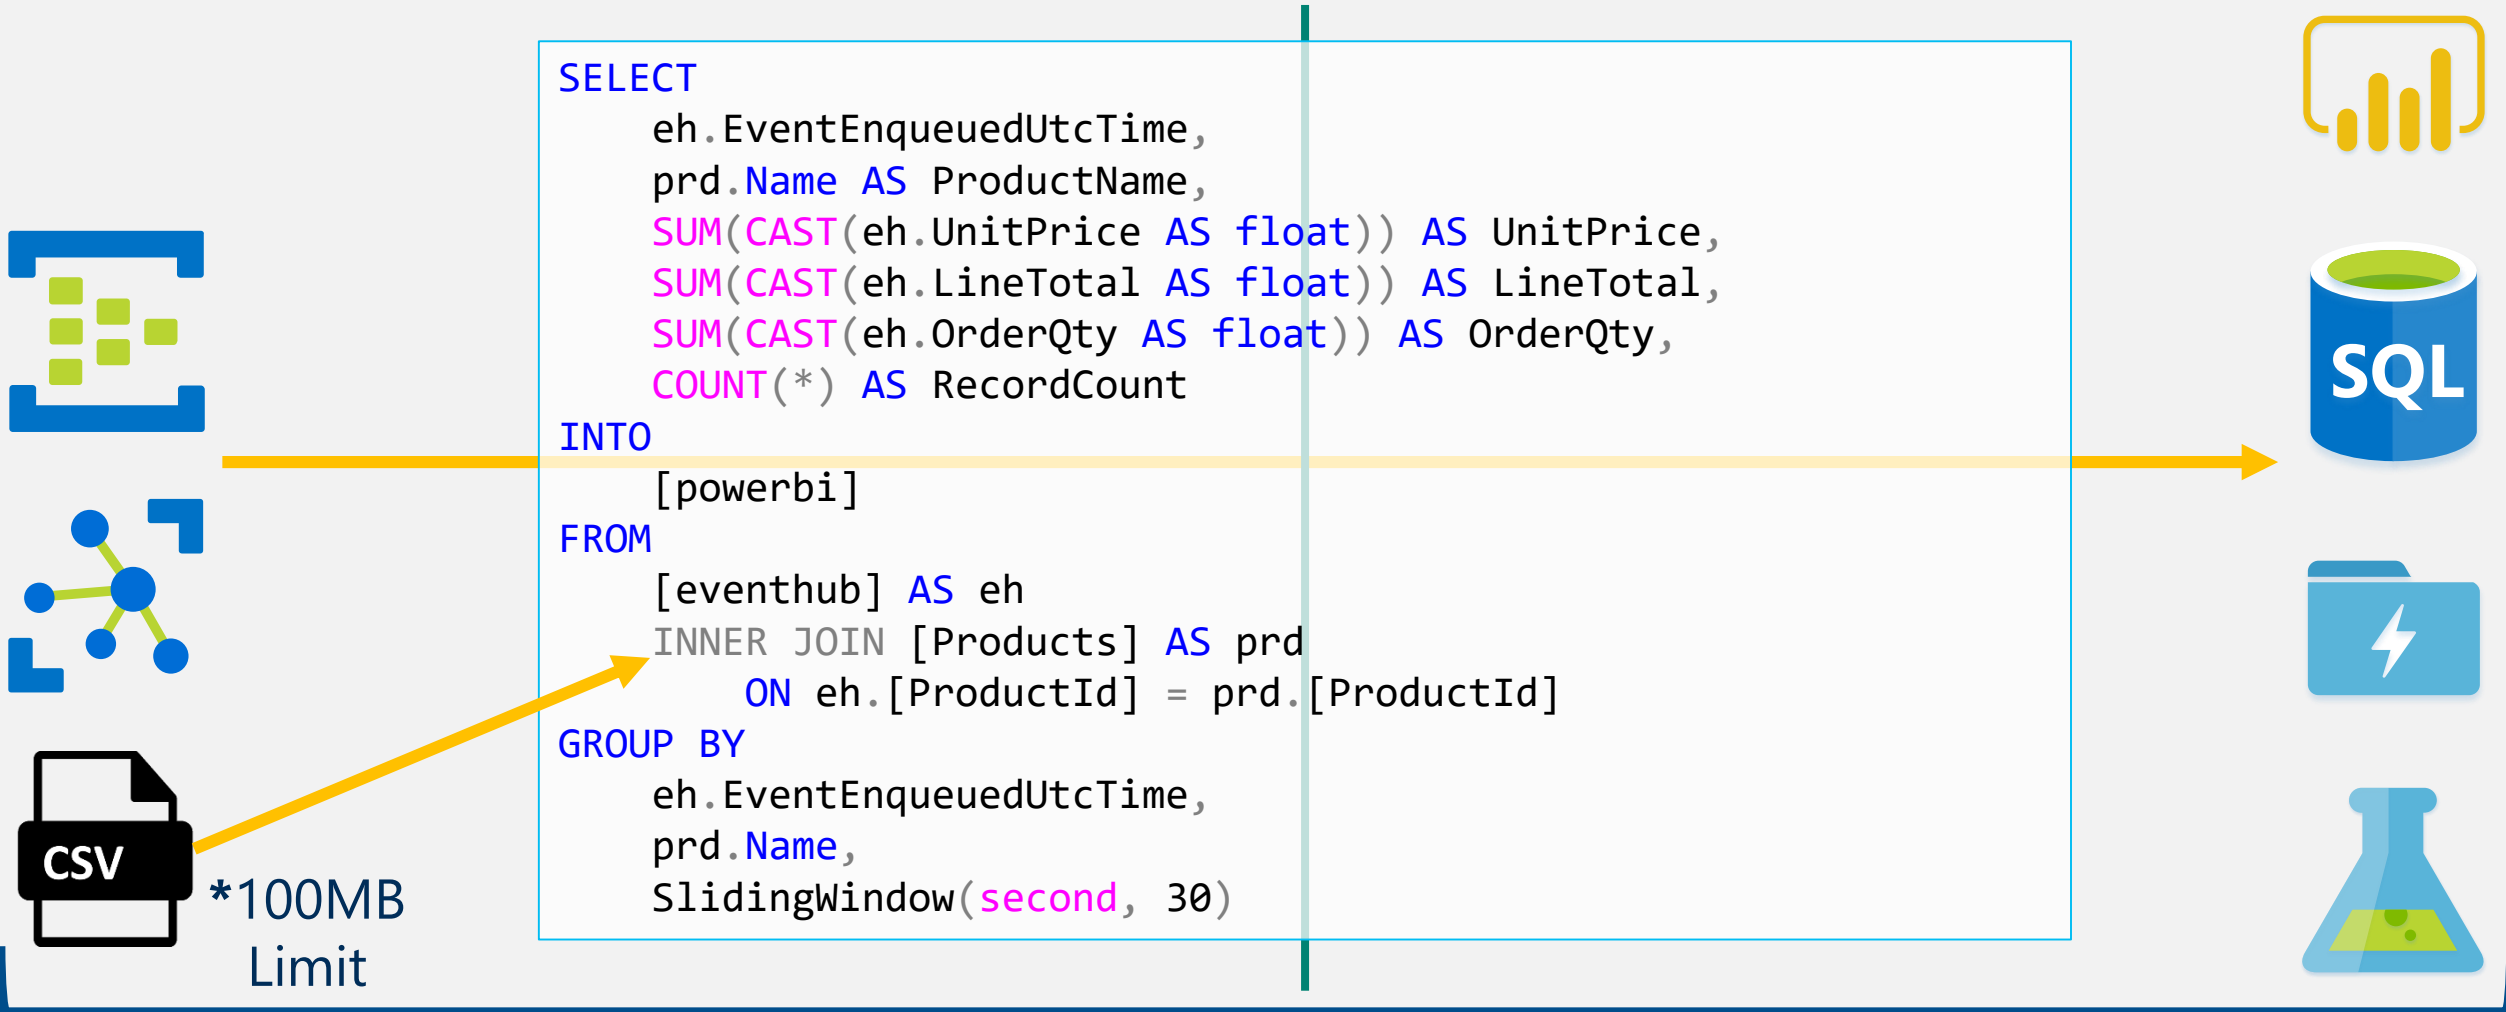 SELECT
eh.EventEnqueuedUtcTime,
prd.Name AS ProductName,
SUM(CAST(eh.UnitPrice AS float)) AS UnitPrice,
SUM(CAST(eh.LineTotal AS float)) AS LineTotal,
SUM(CAST(eh.OrderQty AS float)) AS OrderQty,
COUNT(*) AS RecordCount
INTO
[powerbi]
FROM
[eventhub] AS eh
INNER JOIN [Products] AS prd
ON eh.[ProductId] = prd.[ProductId]
GROUP BY
eh.EventEnqueuedUtcTime,
prd.Name,
SlidingWindow(second, 30)
CSV
*100MB
Limit
SQL